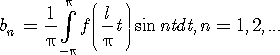 b_n = \frac{1}{\pi} \int_{-\pi}^{\pi} f\left(\frac{l}{\pi} t\right) \sin ntdt, n = 1, 2, ...